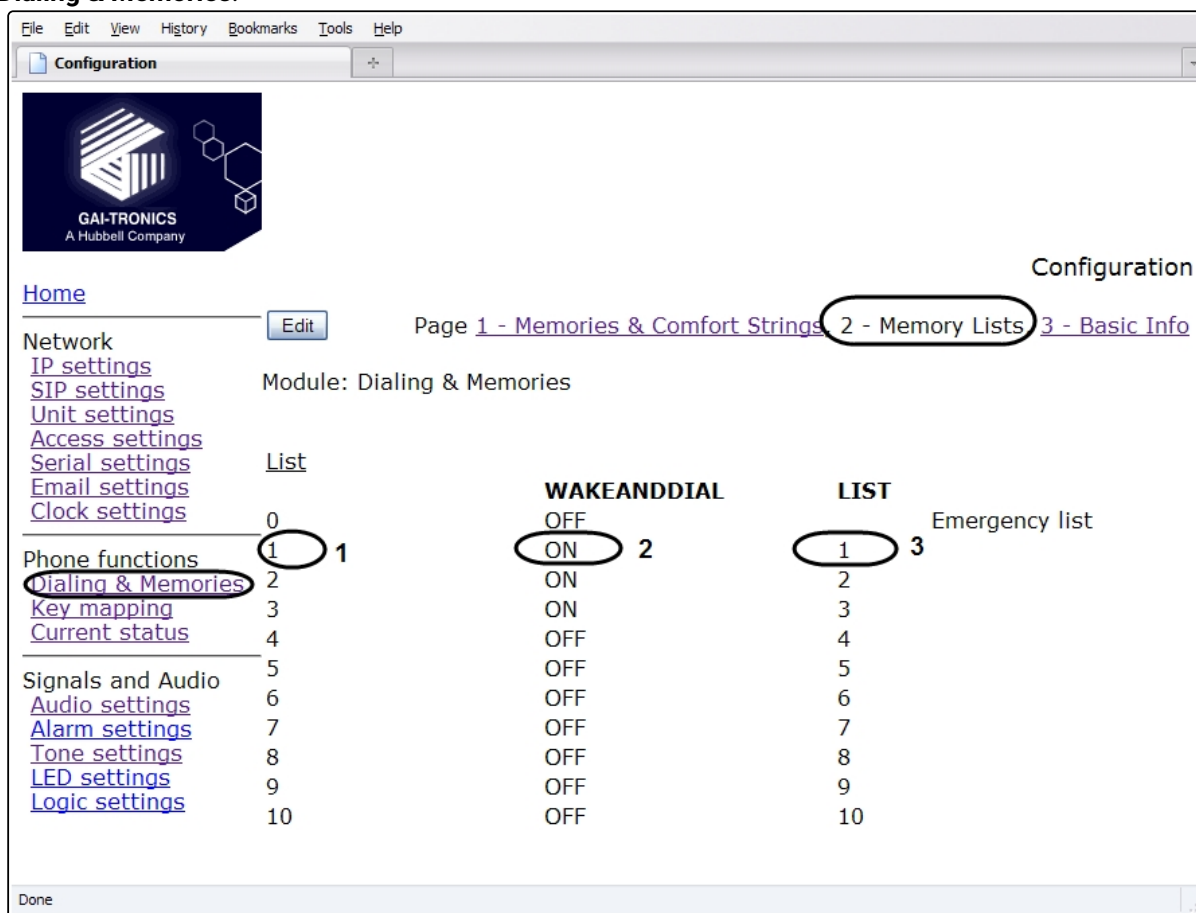 Dialing & Memories.
File Edit View History Bookmarks Tools Help
Configuration
GAI-TRONICS
A Hubbell Company
Configuration
Home
Edit Page 1 - Memories & Comfort Strings, 2 - Memory Lists 3 - Basic Info
Network
IP settings
SIP settings
Unit settings
Access settings
Serial settings
Email settings
Clock settings
Phone functions
Dialing & Memories
Key mapping
Current status
Signals and Audio
Audio settings
Alarm settings
Tone settings
LED settings
Logic settings
Module: Dialing & Memories
List
WAKEANDDIAL LIST
0 OFF Emergency list
1 1 ON 2 1 3
2 ON 2
3 ON 3
4 OFF 4
5 OFF 5
6 OFF 6
7 OFF 7
8 OFF 8
9 OFF 9
10 OFF 10
Done